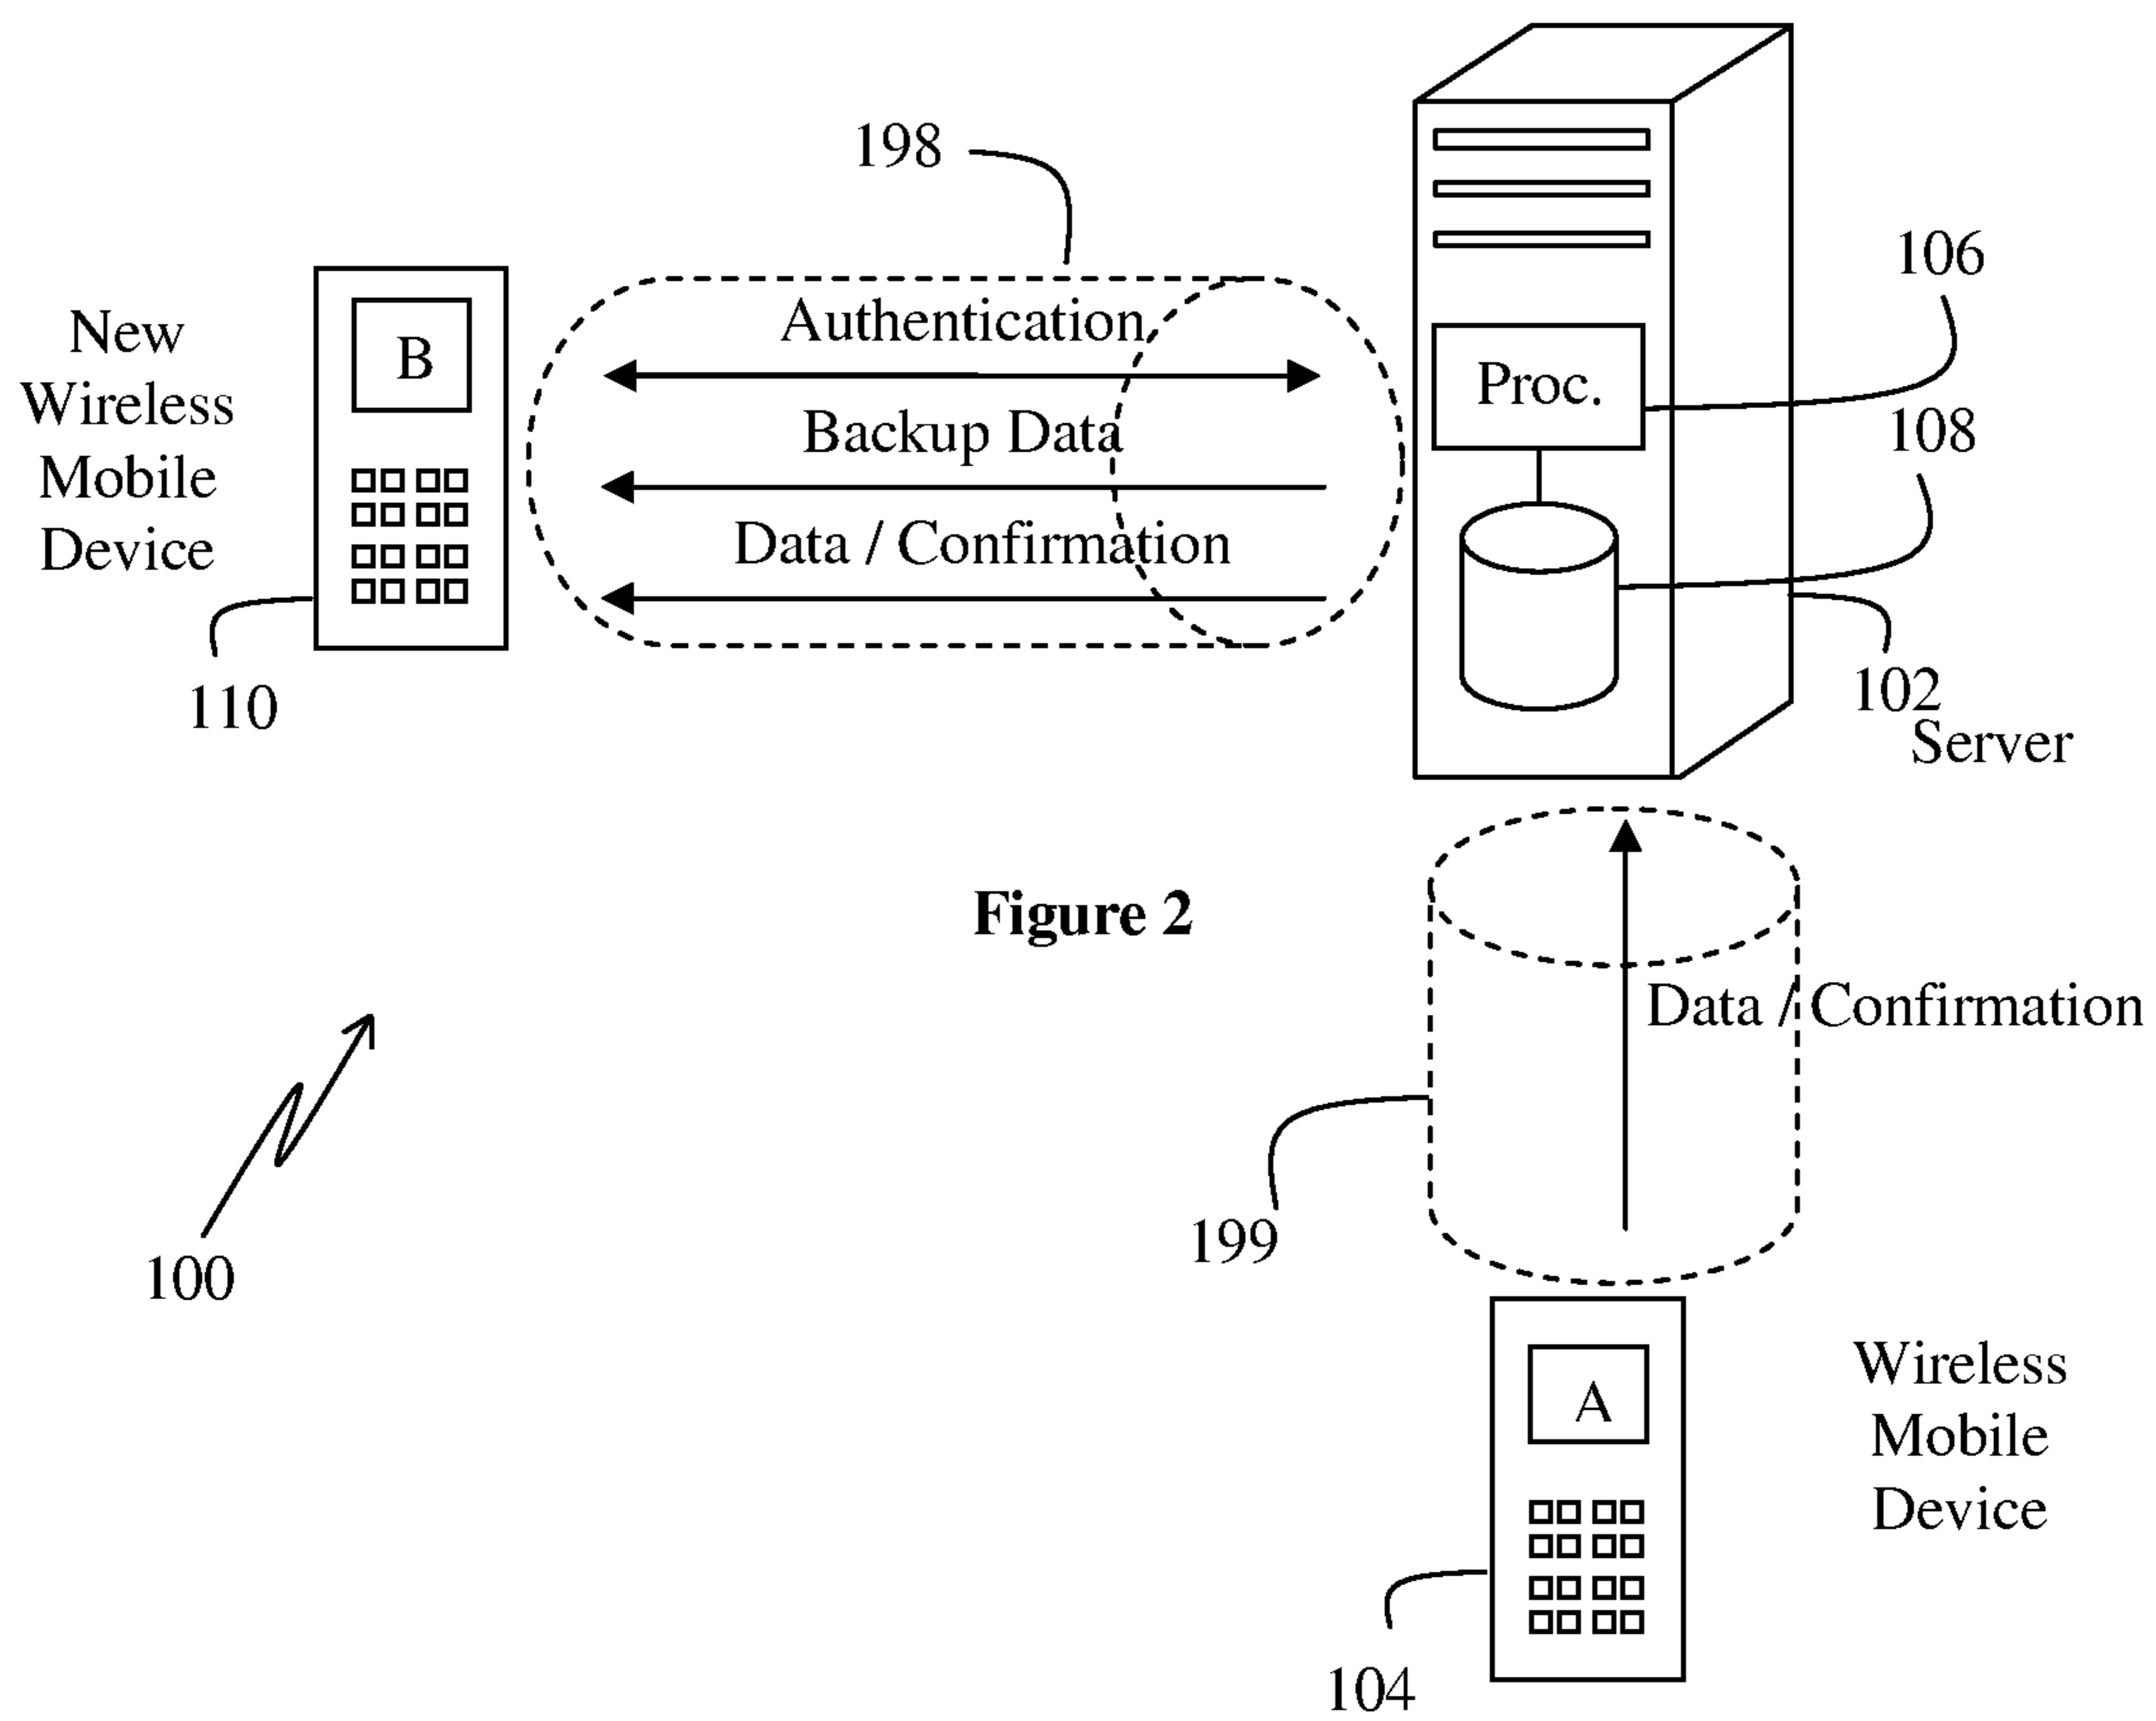 198
106
108
New
Wireless
Mobile
Device
B
Authentication
Backup Data
Data / Confirmation
Proc.
110
102
Server
Figure 2
Data / Confirmation
199
100
A
Wireless
Mobile
Device
104